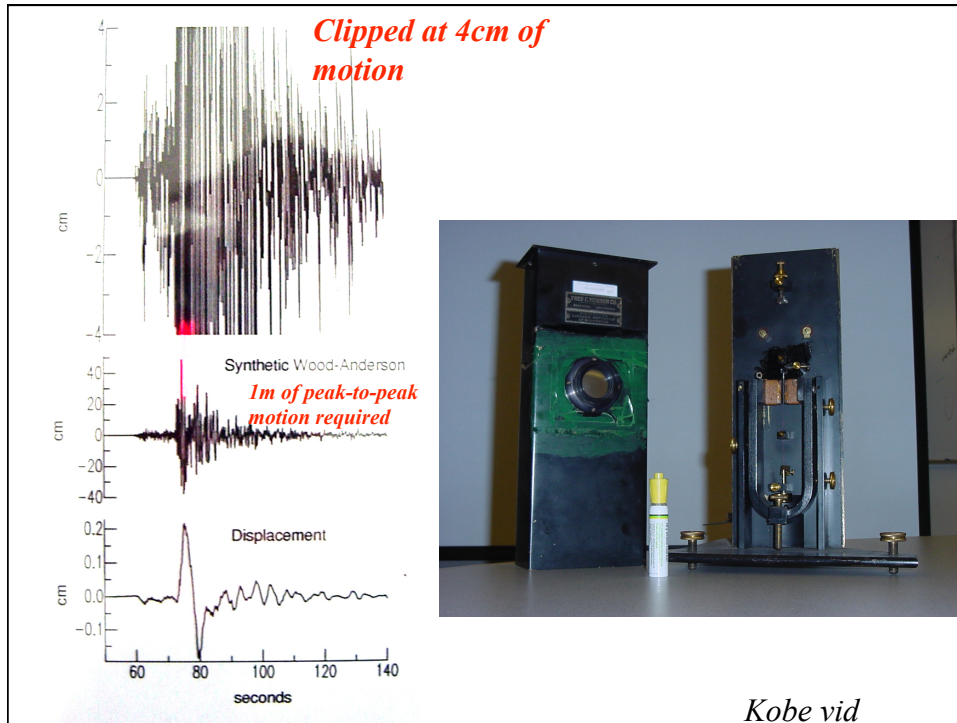 Clipped at 4cm of
motion
4
2
0
-2
-4
cm
Synthetic Wood-Anderson
1m of peak-to-peak
motion required
40
20
0
-20
-40
cm
Displacement
0.2
0.1
0.0
-0.1
cm
60
80
100
120
140
seconds
Kobe vid